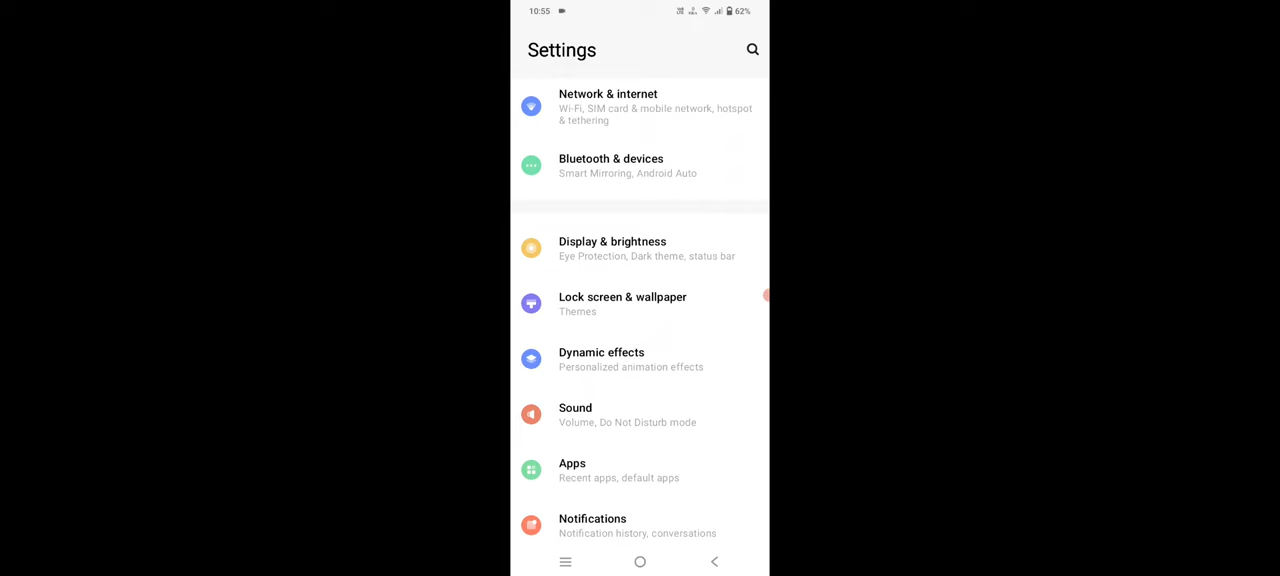 10:55
62%
Settings
Network & internet
Wi-Fi, SIM card & mobile network, hotspot
& tethering
Bluetooth & devices
Smart Mirroring, Android Auto
Display & brightness
Eye Protection, Dark theme, status bar
Lock screen & wallpaper
Themes
Dynamic effects
Personalized animation effects
Sound
Volume, Do Not Disturb mode
Apps
Recent apps, default apps
Notifications
Notification history, conversations